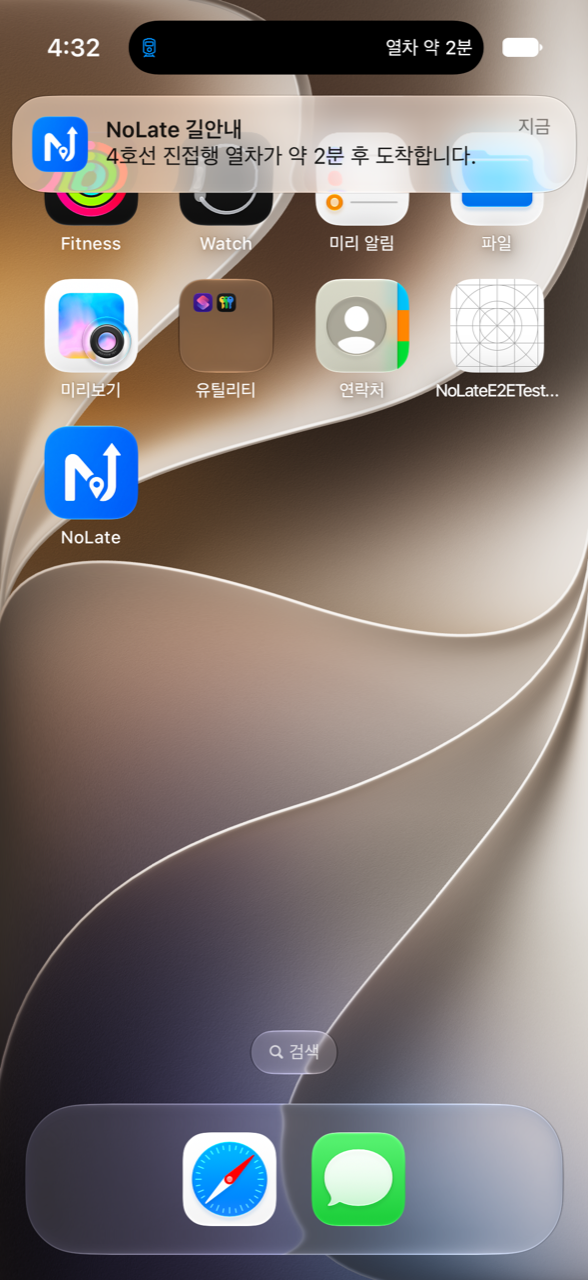 4:32
열차 약 2분
NoLate 길안내
지금
4호선 진접행 열차가 약 2분 후 도착합니다.
Fitness
Watch
미리 알림
파일
미리보기
유틸리티
연락처
NoLateE2ETest...
NoLate
검색